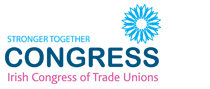 STRONGER TOGETHER
CONGRESS
Irish Congress of Trade Unions